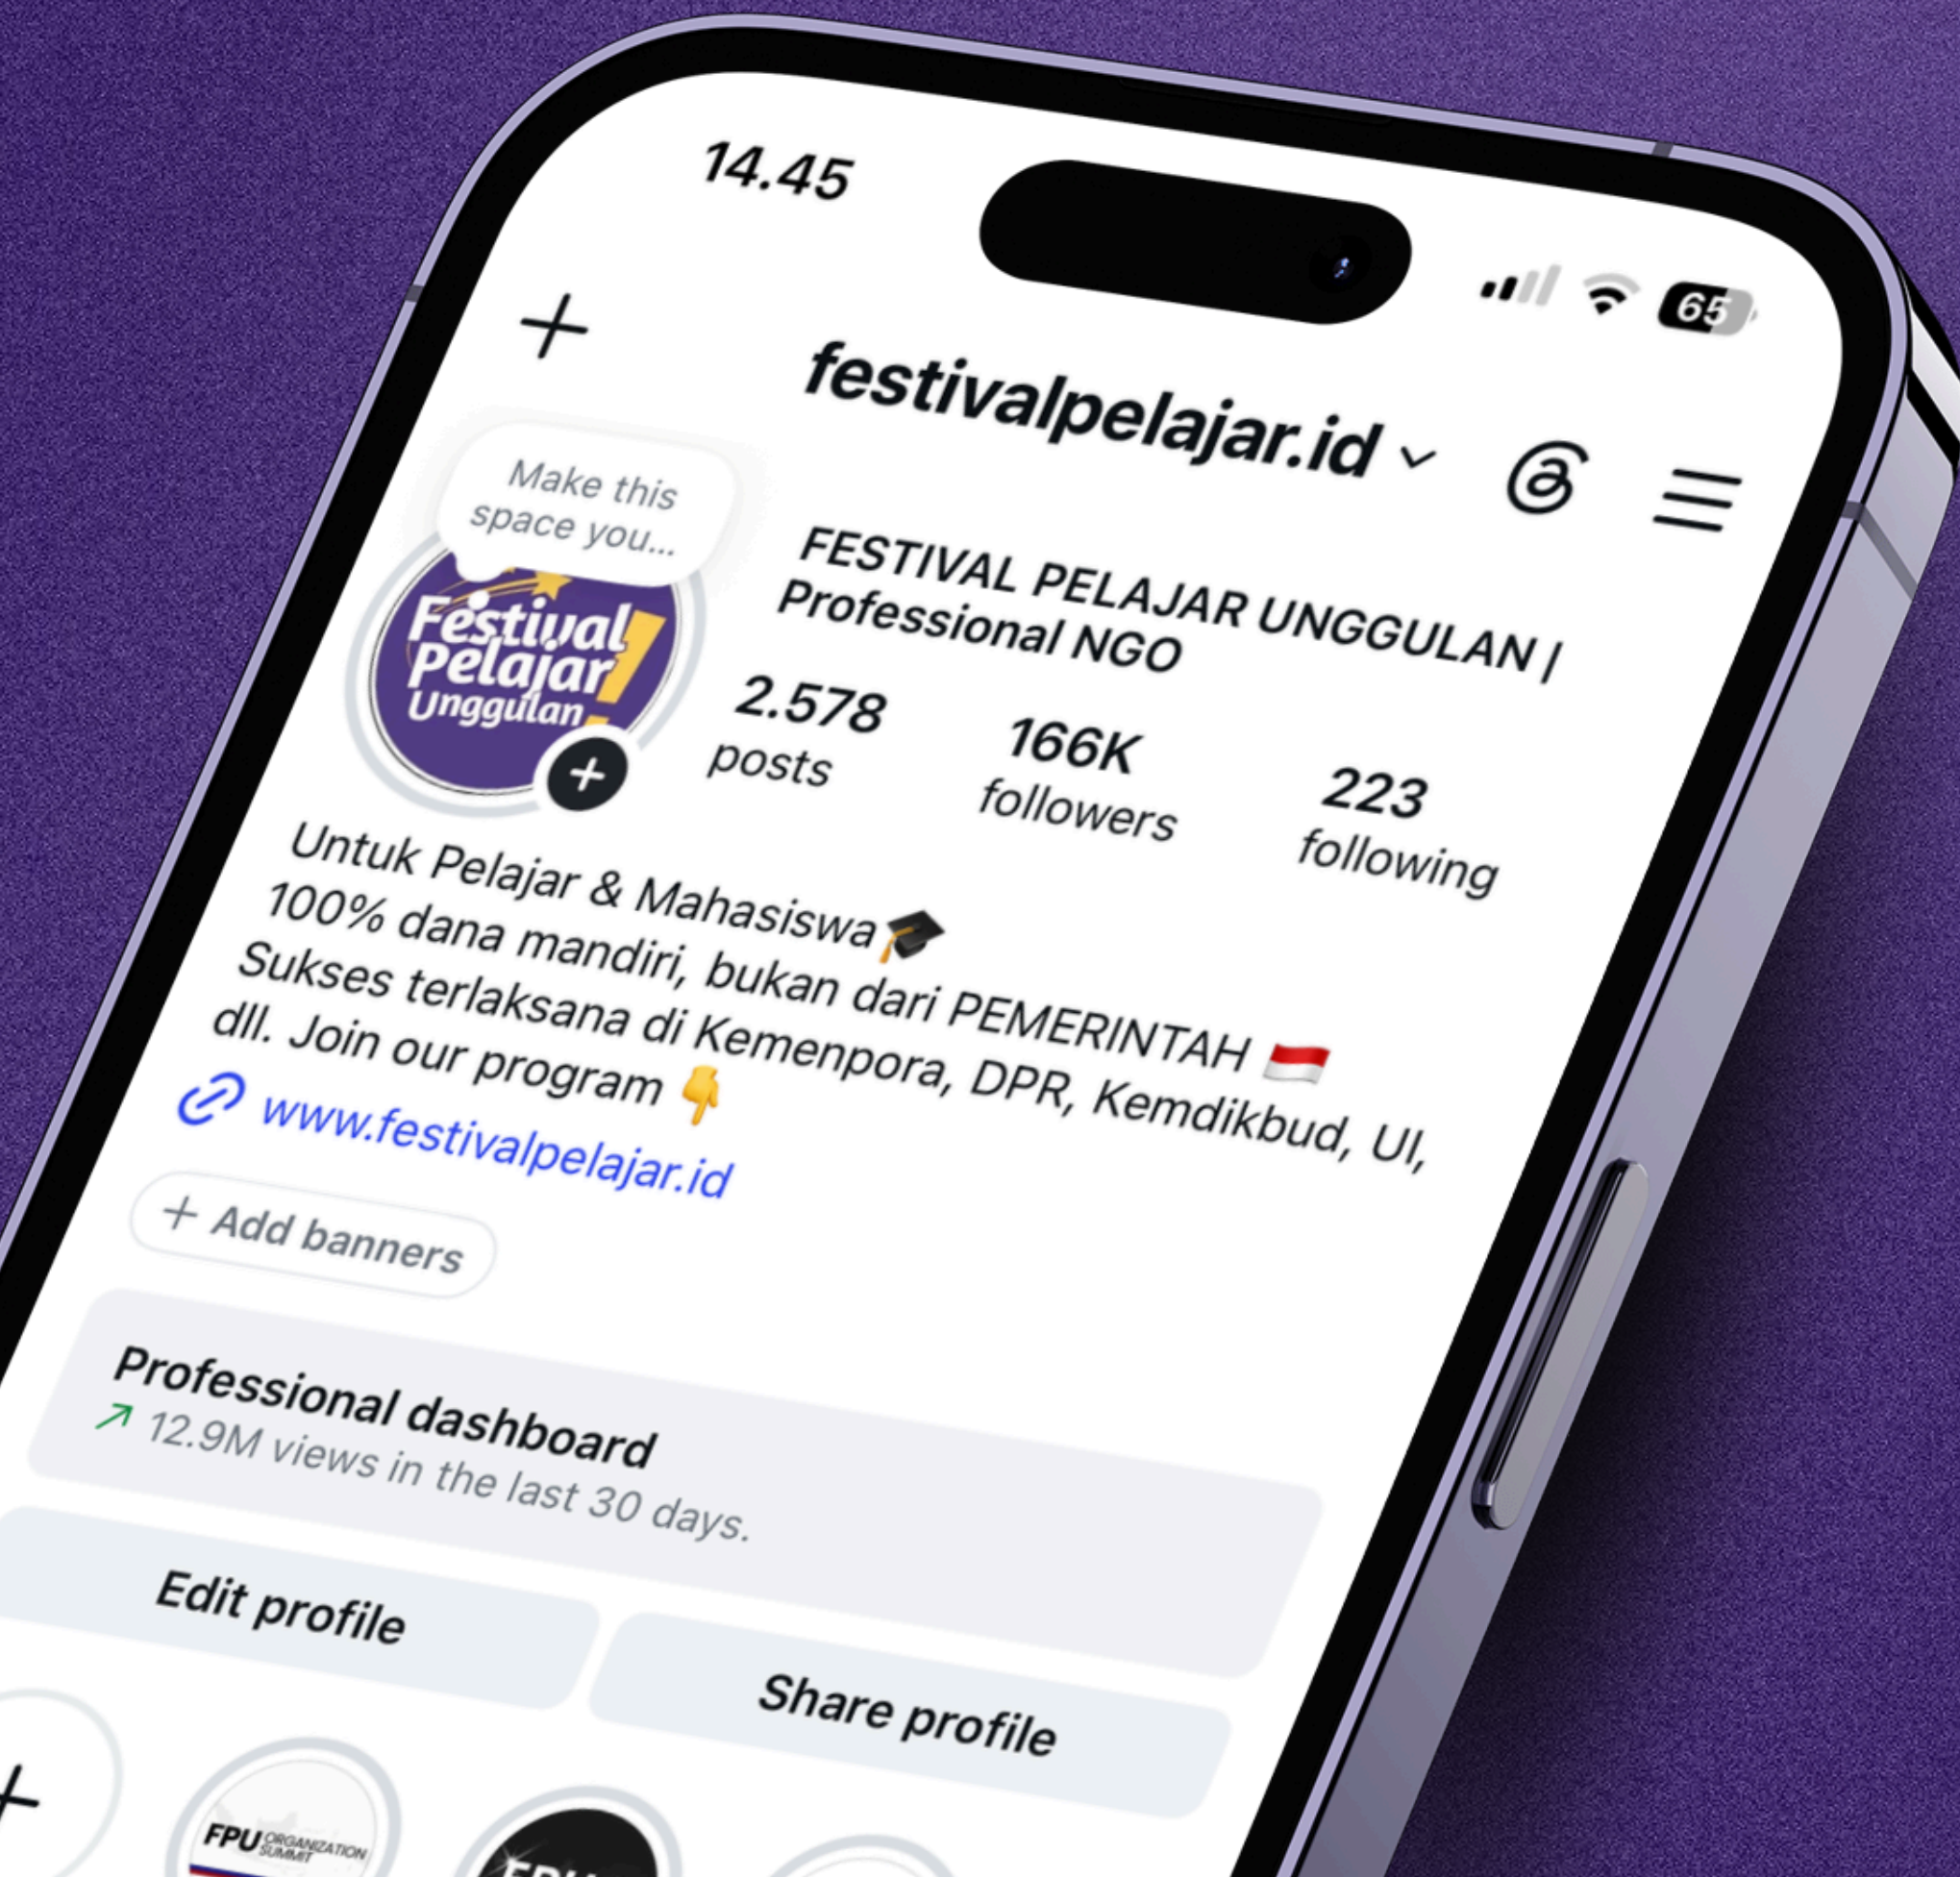 14.45
65
festivalpelajar.id
Make this
space you...
Festival
Pelajar!
Unggulan
FESTIVAL PELAJAR UNGGULAN |
Professional NGO
2.578
posts
166K
followers
223
following
Untuk Pelajar & Mahasiswa🎓
100% dana mandiri, bukan dari PEMERINTAH 🇮🇩
Sukses terlaksana di Kemenpora, DPR, Kemdikbud, UI,
dll. Join our program 👇
www.festivalpelajar.id
+ Add banners
Professional dashboard
12.9M views in the last 30 days.
Edit profile
Share profile
FPU ORGANIZATION
SUMMIT